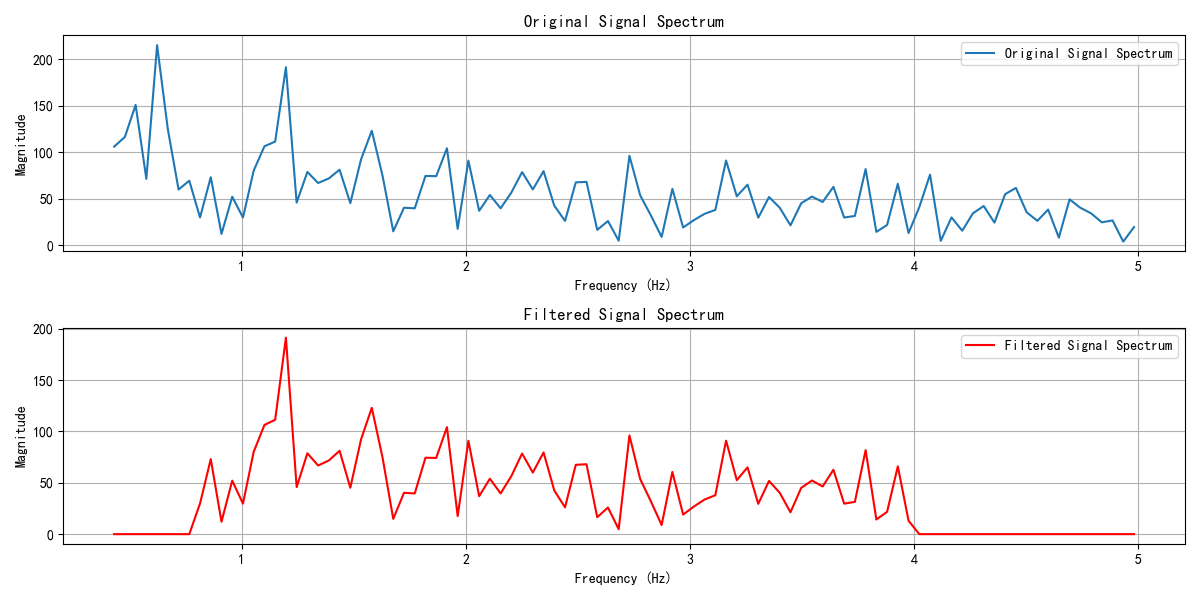 Original Signal Spectrum
Original Signal Spectrum
Magnitude
200
150
100
50
0
1
2
3
4
5
Frequency (Hz)
Filtered Signal Spectrum
Filtered Signal Spectrum
Magnitude
200
150
100
50
0
1
2
3
4
5
Frequency (Hz)